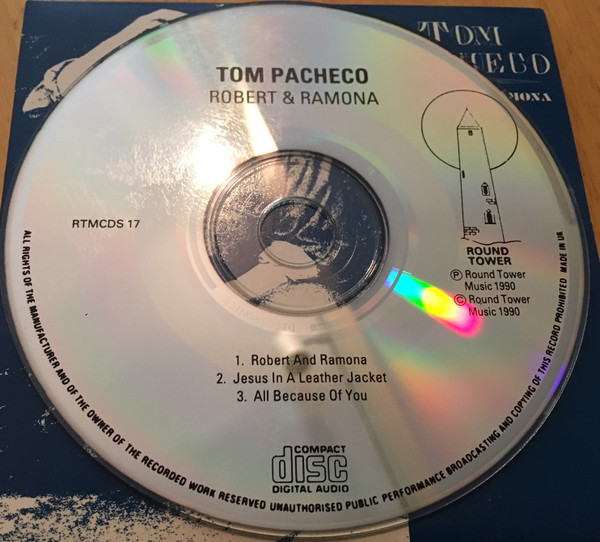 TOM
TOM PACHECO
ROBERT & RAMONA
RTMCDS 17
ROUND
TOWER
Ⓟ Round Tower
Music 1990
© Round Tower
Music 1990
1. Robert And Ramona
2. Jesus In A Leather Jacket
3. All Because Of You
COMPACT
disc
DIGITAL AUDIO
ALL RIGHTS OF THE MANUFACTURER AND OF THE OWNER OF THE RECORDED WORK RESERVED UNAUTHORISED PUBLIC PERFORMANCE BROADCASTING AND COPYING OF THIS RECORD PROHIBITED MADE IN UK